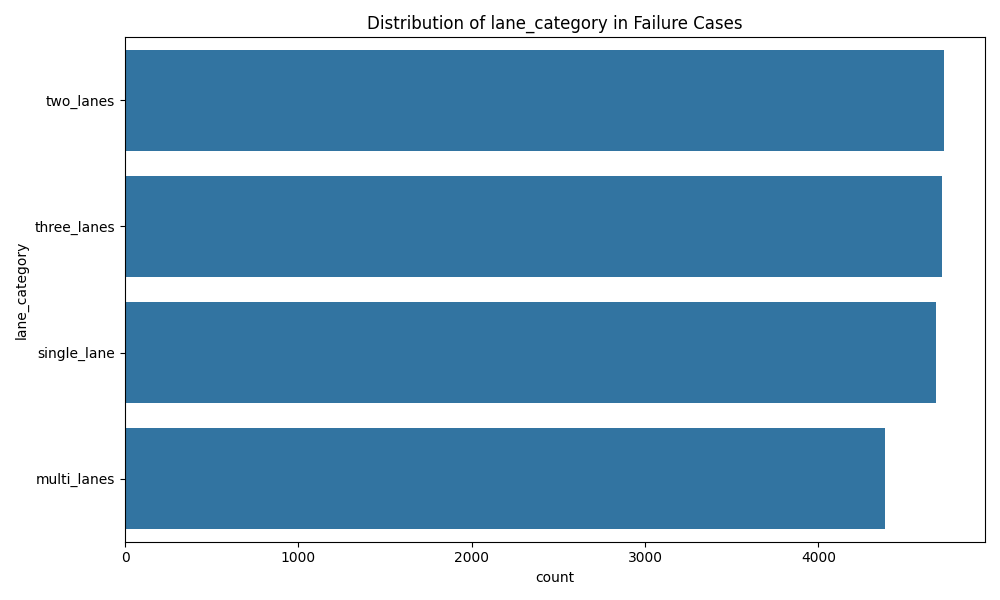 Distribution of lane_category in Failure Cases
lane_category
two_lanes
three_lanes
single_lane
multi_lanes
0
1000
2000
3000
4000
count